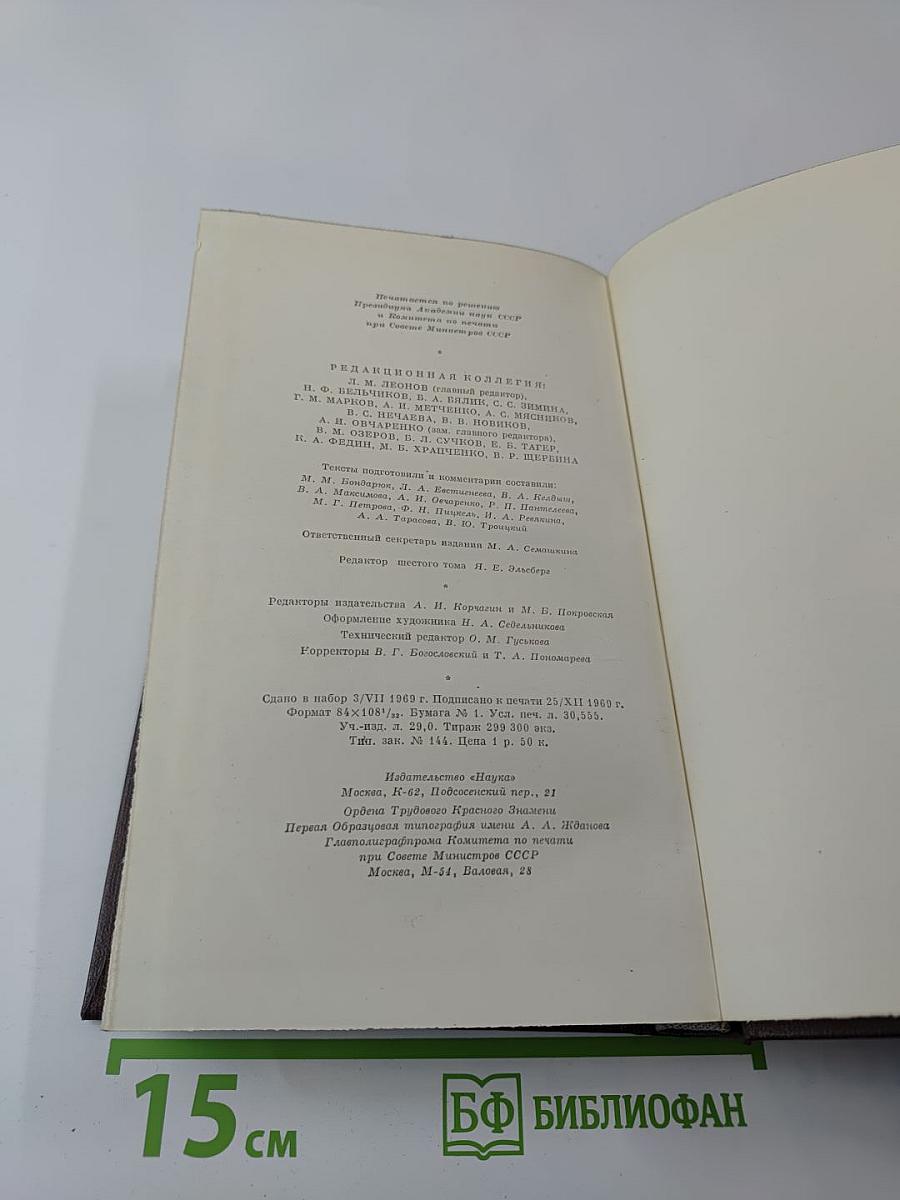 Печатается по решению
Президиума Академии наук СССР
и Комитета по печати
при Совете Министров СССР
*
РЕДАКЦИОННАЯ КОЛЛЕГИЯ:
Л. М. ЛЕОНОВ (главный редактор),
Н. Ф. БЕЛЬЧИКОВ, Б. А. БЯЛИК, С. С. ЗИМИНА,
Г. М. МАРКОВ, А. И. МЕТЧЕНКО, А. С. МЯСНИКОВ,
В. С. НЕЧАЕВА, В. В. НОВИКОВ,
А. И. ОВЧАРЕНКО (зам. главного редактора),
В. М. ОЗЕРОВ, Б. Л. СУЧКОВ, Е. Б. ТАГЕР,
К. А. ФЕДИН, М. Б. ХРАПЧЕНКО, В. Р. ЩЕРБИНА
Тексты подготовили и комментарии составили:
М. М. Бондарюк, Л. А. Евстигнеева, В. А. Келдыш,
В. А. Максимова, А. И. Овчаренко, Р. П. Пантелеева,
М. Г. Петрова, Ф. Н. Пицкель, И. А. Ревякина,
А. А. Тарасова, В. Ю. Троицкий
Ответственный секретарь издания М. А. Семашкина
Редактор шестого тома Я. Е. Эльсберг
*
Редакторы издательства А. И. Корчагин и М. Б. Покровская
Оформление художника Н. А. Седельникова
Технический редактор О. М. Гуськова
Корректоры В. Г. Богословский и Т. А. Пономарева
*
Сдано в набор 3/VII 1969 г. Подписано к печати 25/XII 1969 г.
Формат 84×108¹/₃₂. Бумага № 1. Усл. печ. л. 30,555.
Уч.-изд. л. 29,0. Тираж 299 300 экз.
Тип. зак. № 144. Цена 1 р. 50 к.
Издательство «Наука»
Москва, К-62, Подсосенский пер., 21
Ордена Трудового Красного Знамени
Первая Образцовая типография имени А. А. Жданова
Главполиграфпрома Комитета по печати
при Совете Министров СССР
Москва, М-54, Валовая, 28
15 см
БФ БИБЛИОФАН